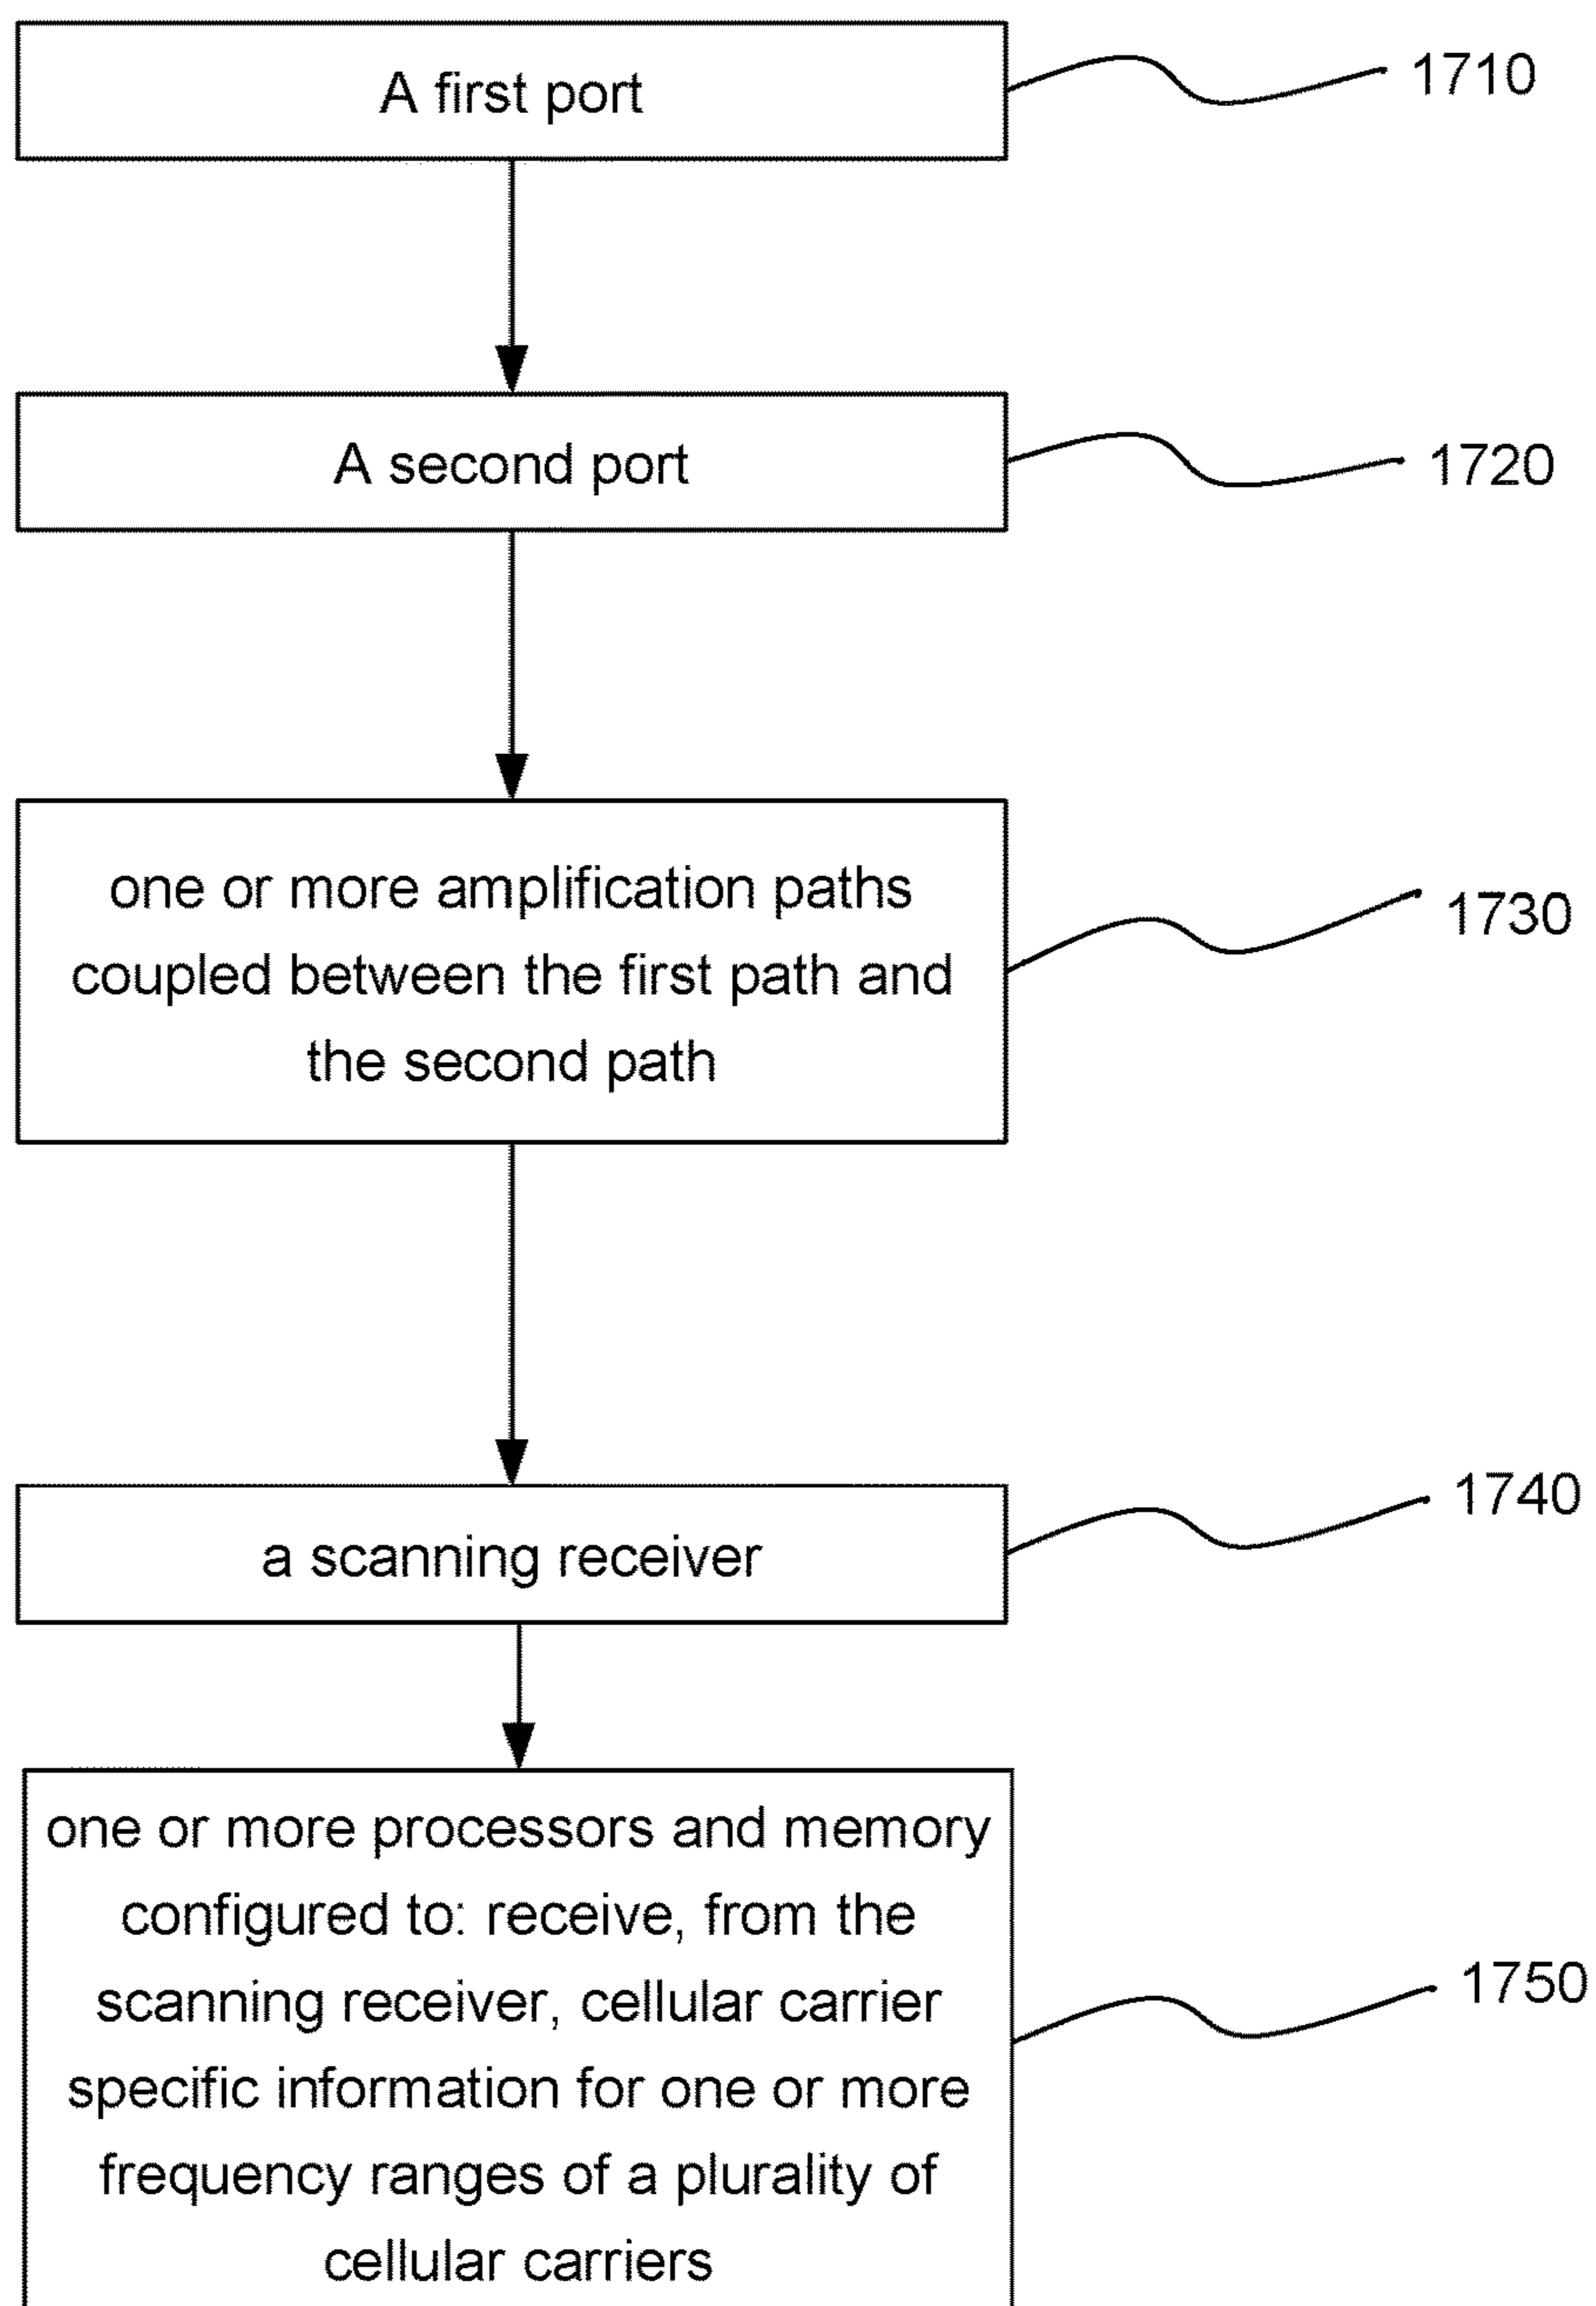 A first port
1710
A second port
1720
one or more amplification paths
coupled between the first path and
the second path
1730
a scanning receiver
1740
one or more processors and memory
configured to: receive, from the
scanning receiver, cellular carrier
specific information for one or more
frequency ranges of a plurality of
cellular carriers
1750